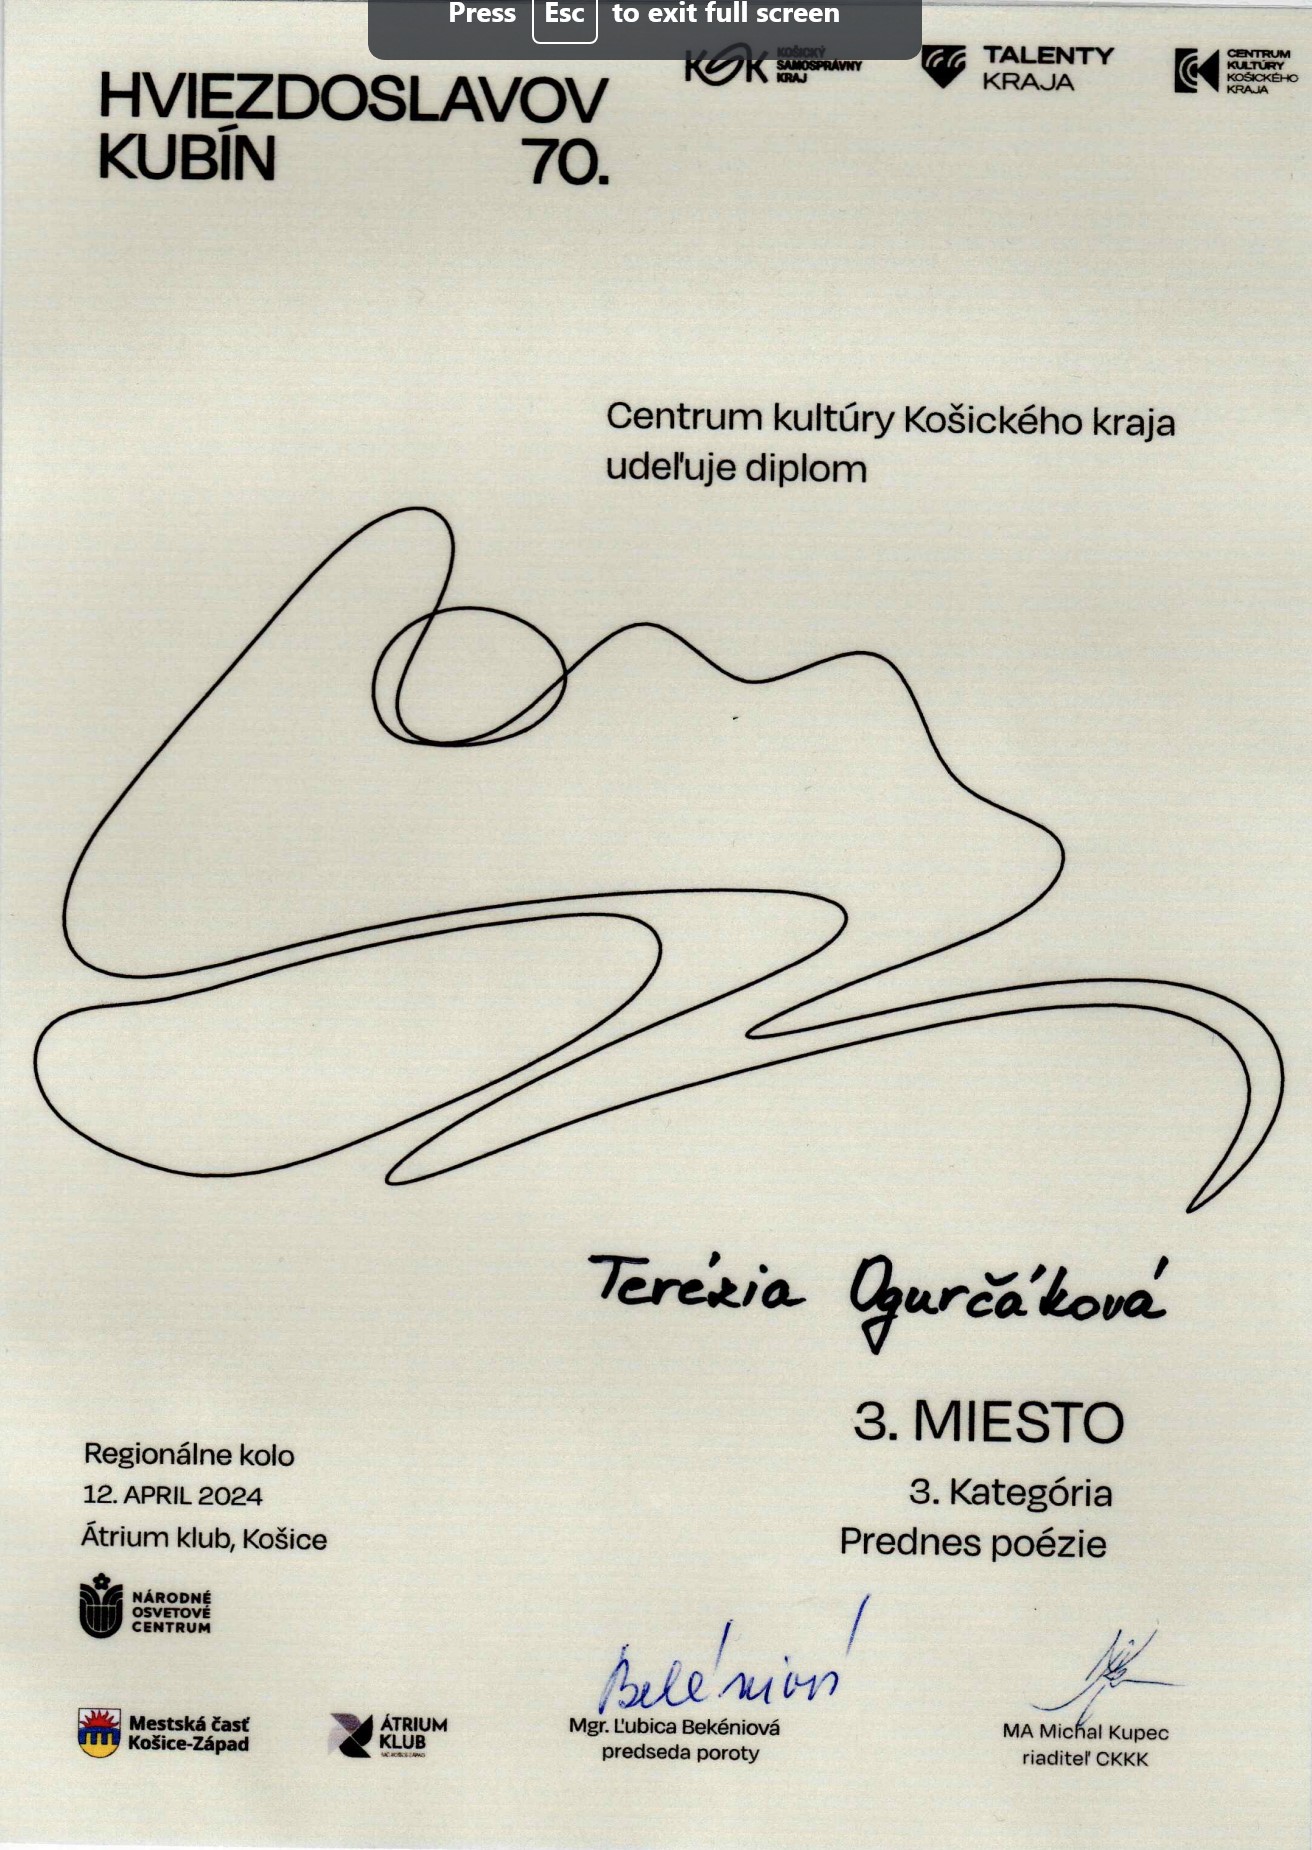 Press Esc to exit full screen
HVIEZDOSLAVOV
KUBÍN 70.
KSK KOŠICKÝ
SAMOSPRÁVNY
KRAJ
TALENTY
KRAJA
CENTRUM
KULTÚRY
KOŠICKÉHO
KRAJA
Centrum kultúry Košického kraja
udeľuje diplom
Terézia Ogurčáková
3. MIESTO
3. Kategória
Prednes poézie
Regionálne kolo
12. APRIL 2024
Átrium klub, Košice
NÁRODNÉ
OSVETOVÉ
CENTRUM
Mestská časť
Košice-Západ
ÁTRIUM
KLUB
Bekéniová
Mgr. Ľubica Bekéniová
predseda poroty
MA Michal Kupec
riaditeľ CKKK